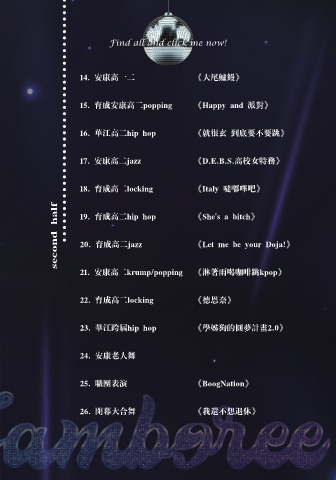 Find all and click me now!
14. 安康高一二 《大尾鱸鰻》
15. 育成安康高二popping 《Happy and 派對》
16. 華江高二hip hop 《就很玄 到底要不要跳》
17. 安康高二jazz 《D.E.B.S.高校女特務》
18. 育成高二locking 《Italy 噠嘟哞吧》
19. 育成高二hip hop 《She's a bitch》
20. 育成高二jazz 《Let me be your Doja!》
21. 安康高二krump/popping 《淋著雨喝咖啡跳kpop》
22. 育成高二locking 《德恩奈》
23. 華江跨屆hip hop 《學姊狗的圓夢計畫2.0》
24. 安康老人舞
25. 職團表演 《BoogNation》
26. 閉幕大合舞 《我還不想退休》
second half
Jamboree